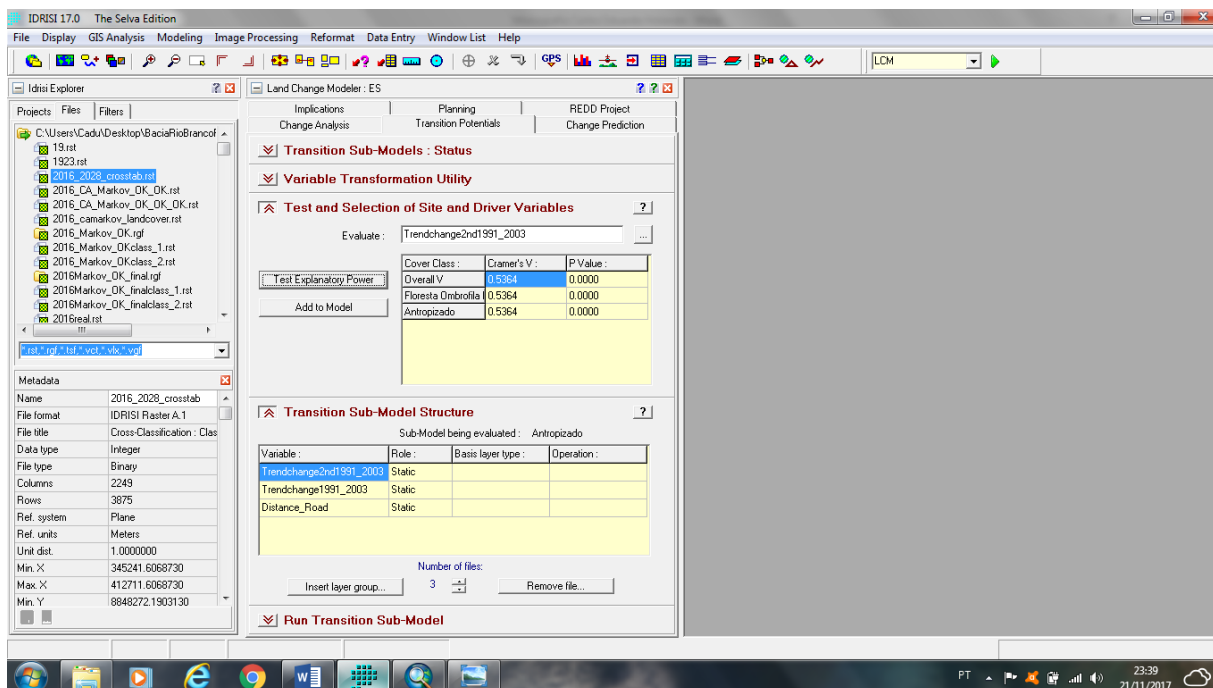 IDRISI 17.0 The Selva Edition
File Display GIS Analysis Modeling Image Processing Reformat Data Entry Window List Help
GPS
LCM
Idrisi Explorer
Projects Files Filters
C:\Users\Cadu\Desktop\BaciaRioBrancof
19.rst
1923.rst
2016_2028_crosstab.rst
2016_CA_Markov_OK_OK.rst
2016_CA_Markov_OK_OK_OK.rst
2016_camarkov_landcover.rst
2016_Markov_OK.rgf
2016_Markov_OKclass_1.rst
2016_Markov_OKclass_2.rst
2016Markov_OK_final.rgf
2016Markov_OK_finalclass_1.rst
2016Markov_OK_finalclass_2.rst
2016real.rst
*.rst,*.rgf,*.tsf,*.vct,*.vlx,*.vgf
Metadata
Name 2016_2028_crosstab
File format IDRISI Raster A.1
File title Cross-Classification : Clas
Data type Integer
File type Binary
Columns 2249
Rows 3875
Ref. system Plane
Ref. units Meters
Unit dist. 1.0000000
Min. X 345241.6068730
Max. X 412711.6068730
Min. Y 8848272.1903130
Land Change Modeler : ES
? ?
Implications Planning REDD Project
Change Analysis Transition Potentials Change Prediction
Transition Sub-Models : Status
Variable Transformation Utility
Test and Selection of Site and Driver Variables ?
Evaluate : Trendchange2nd1991_2003 ...
Test Explanatory Power
Add to Model
Cover Class : Cramer's V : P Value :
Overall V 0.5364 0.0000
Floresta Ombrofila 0.5364 0.0000
Antropizado 0.5364 0.0000
Transition Sub-Model Structure ?
Sub-Model being evaluated : Antropizado
Variable : Role : Basis layer type : Operation :
Trendchange2nd1991_2003 Static
Trendchange1991_2003 Static
Distance_Road Static
Number of files:
Insert layer group... 3 Remove file...
Run Transition Sub-Model
PT
23:39
21/11/2017